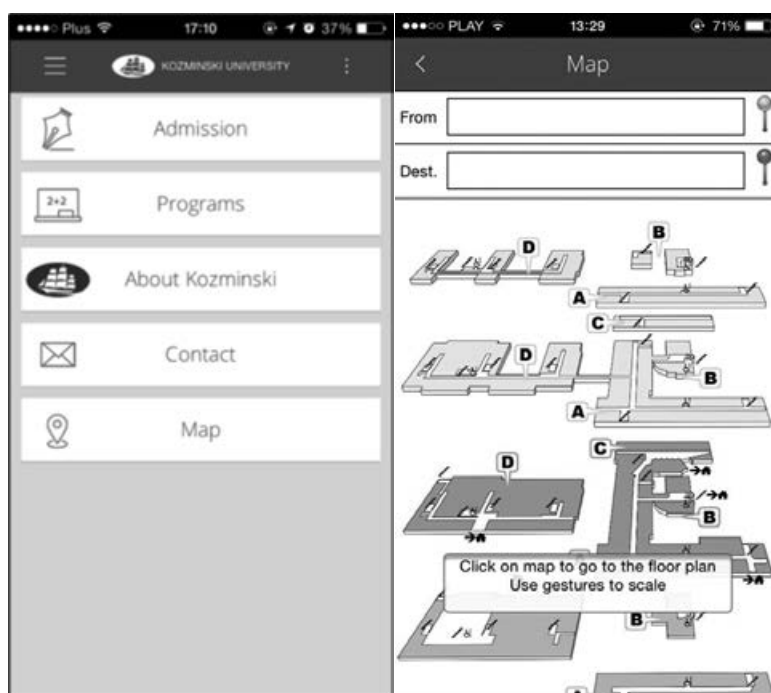 Plus 17:10 37%
KOZMINSKI UNIVERSITY
Admission
2+2
Programs
About Kozminski
Contact
Map
PLAY 13:29 71%
Map
From
Dest.
B
D
A
C
D
B
A
C
D
B
Click on map to go to the floor plan
Use gestures to scale
B